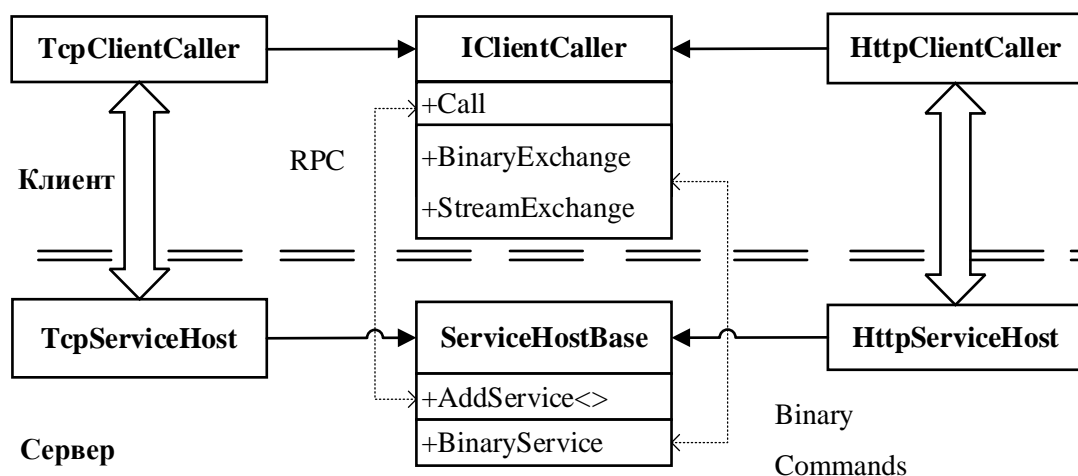 TcpClientCaller
IClientCaller
HttpClientCaller
+Call
RPC
+BinaryExchange
+StreamExchange
Клиент
TcpServiceHost
ServiceHostBase
HttpServiceHost
+AddService<>
+BinaryService
Binary
Commands
Сервер